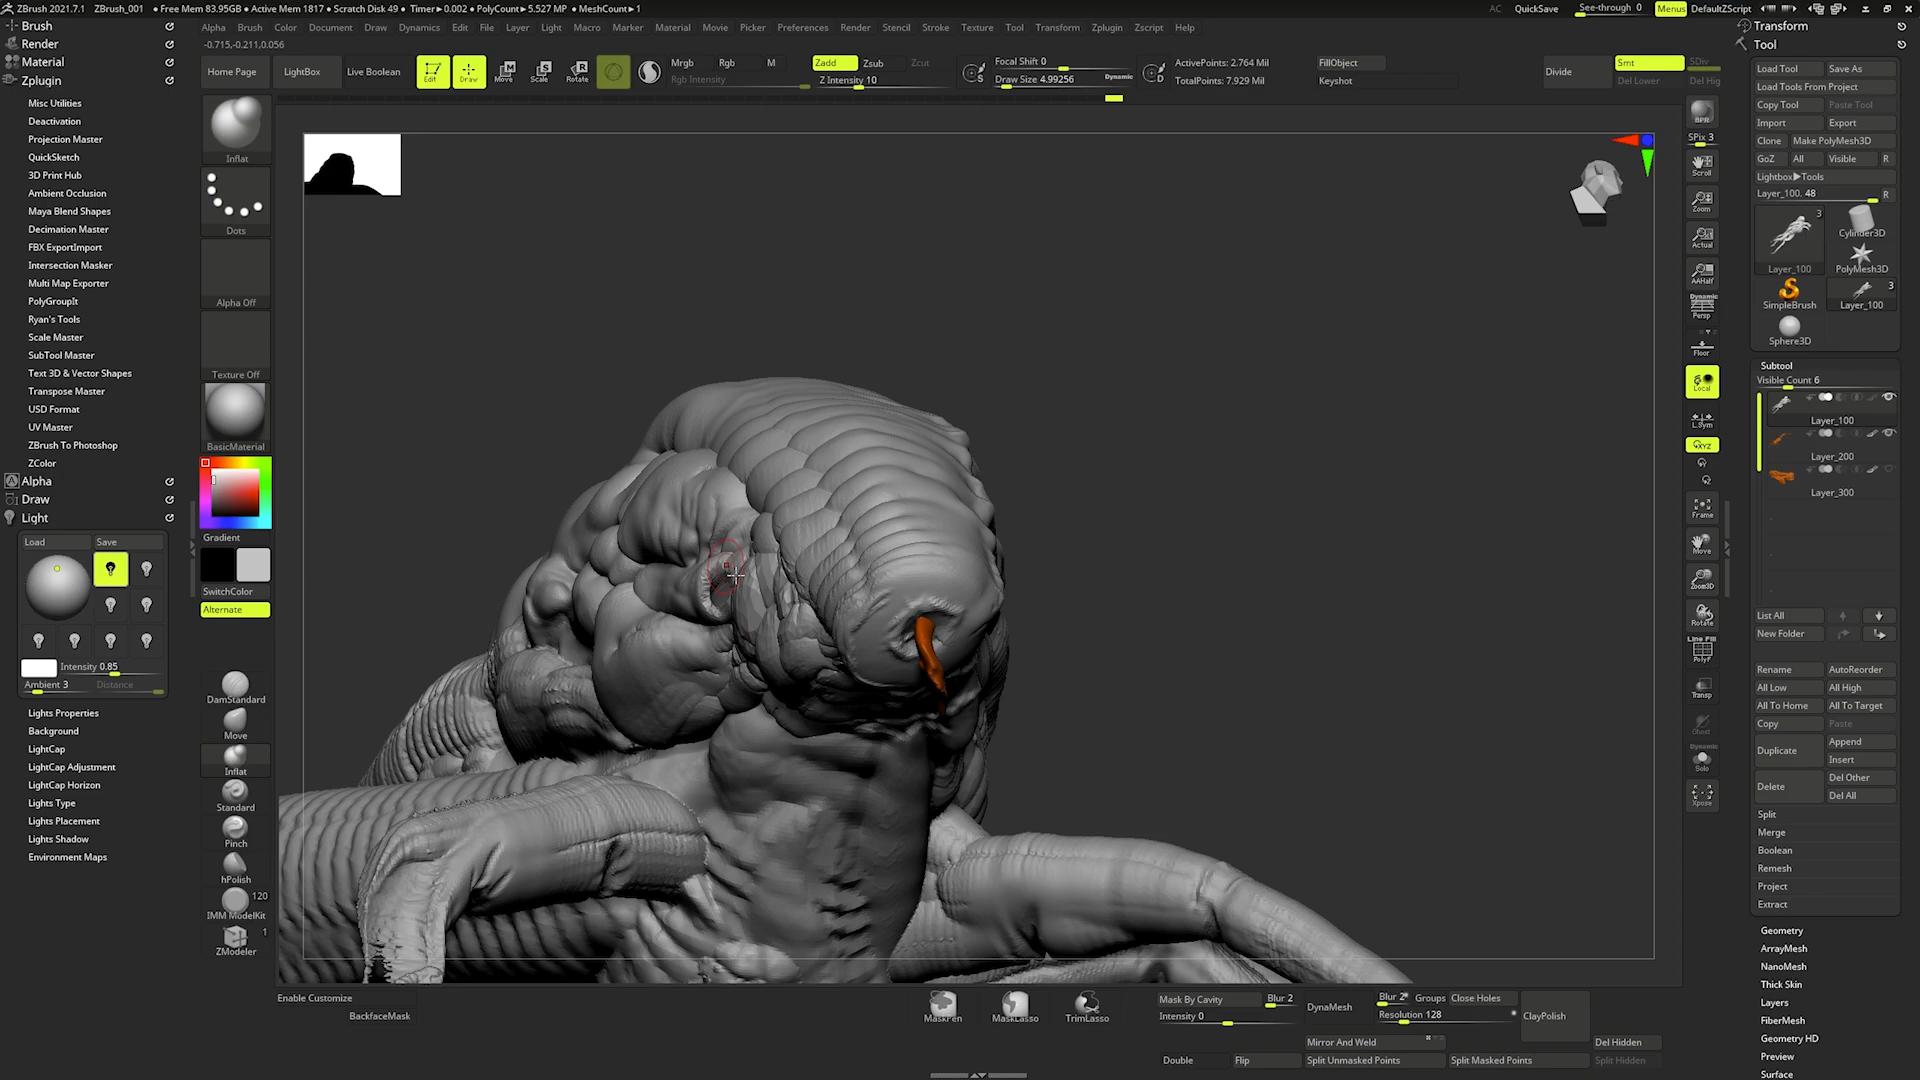 ZBrush 2021.7.1 ZBrush_001 • Free Mem 83.95GB • Active Mem 1817 • Scratch Disk 49 • Timer▸0.002 • PolyCount▸5.527 MP • MeshCount▸1
AC QuickSave See-through 0 Menus DefaultZScript
Alpha Brush Color Document Draw Dynamics Edit File Layer Light Macro Marker Material Movie Picker Preferences Render Stencil Stroke Texture Tool Transform Zplugin Zscript Help
-0.715,-0.211,0.056
Home Page LightBox Live Boolean Edit Draw Move Scale Rotate
Mrgb Rgb M
Rgb Intensity
Zadd Zsub Zcut
Z Intensity 10
Focal Shift 0
Draw Size 4.99256 Dynamic
ActivePoints: 2.764 Mil
TotalPoints: 7.929 Mil
FillObject
Keyshot
Divide Smt SDiv
Del Lower Del Hig
Brush
Render
Material
Zplugin
Misc Utilities
Deactivation
Projection Master
QuickSketch
3D Print Hub
Ambient Occlusion
Maya Blend Shapes
Decimation Master
FBX ExportImport
Intersection Masker
Multi Map Exporter
PolyGroupIt
Ryan's Tools
Scale Master
SubTool Master
Text 3D & Vector Shapes
Transpose Master
USD Format
UV Master
ZBrush To Photoshop
ZColor
Alpha
Draw
Light
Load Save
Intensity 0.85
Ambient 3 Distance
Lights Properties
Background
LightCap
LightCap Adjustment
LightCap Horizon
Lights Type
Lights Placement
Lights Shadow
Environment Maps
Inflat
Dots
Alpha Off
Texture Off
BasicMaterial
Gradient
SwitchColor
Alternate
DamStandard
Move
Inflat
Standard
Pinch
hPolish
120
IMM ModelKit
1
ZModeler
Enable Customize
BackfaceMask
MaskPen MaskLasso TrimLasso
Mask By Cavity Blur 2
Intensity 0
DynaMesh
Blur 2 Groups Close Holes
Resolution 128
ClayPolish
Mirror And Weld
Del Hidden
Double Flip Split Unmasked Points Split Masked Points Split Hidden
BPR
SPix 3
Scroll
Zoom
Actual
AAHalf
Dynamic
Persp
Floor
Local
L.Sym
XYZ
Frame
Move
Zoom3D
Rotate
Line Fill
PolyF
Transp
Ghost
Dynamic
Solo
Xpose
Transform
Tool
Load Tool Save As
Load Tools From Project
Copy Tool Paste Tool
Import Export
Clone Make PolyMesh3D
GoZ All Visible R
Lightbox▶Tools
Layer_100. 48 R
3
Cylinder3D
Layer_100 PolyMesh3D
3
SimpleBrush Layer_100
Sphere3D
Subtool
Visible Count 6
Layer_100
Layer_200
Layer_300
List All
New Folder
Rename AutoReorder
All Low All High
All To Home All To Target
Copy Paste
Duplicate Append
Insert
Delete Del Other
Del All
Split
Merge
Boolean
Remesh
Project
Extract
Geometry
ArrayMesh
NanoMesh
Thick Skin
Layers
FiberMesh
Geometry HD
Preview
Surface